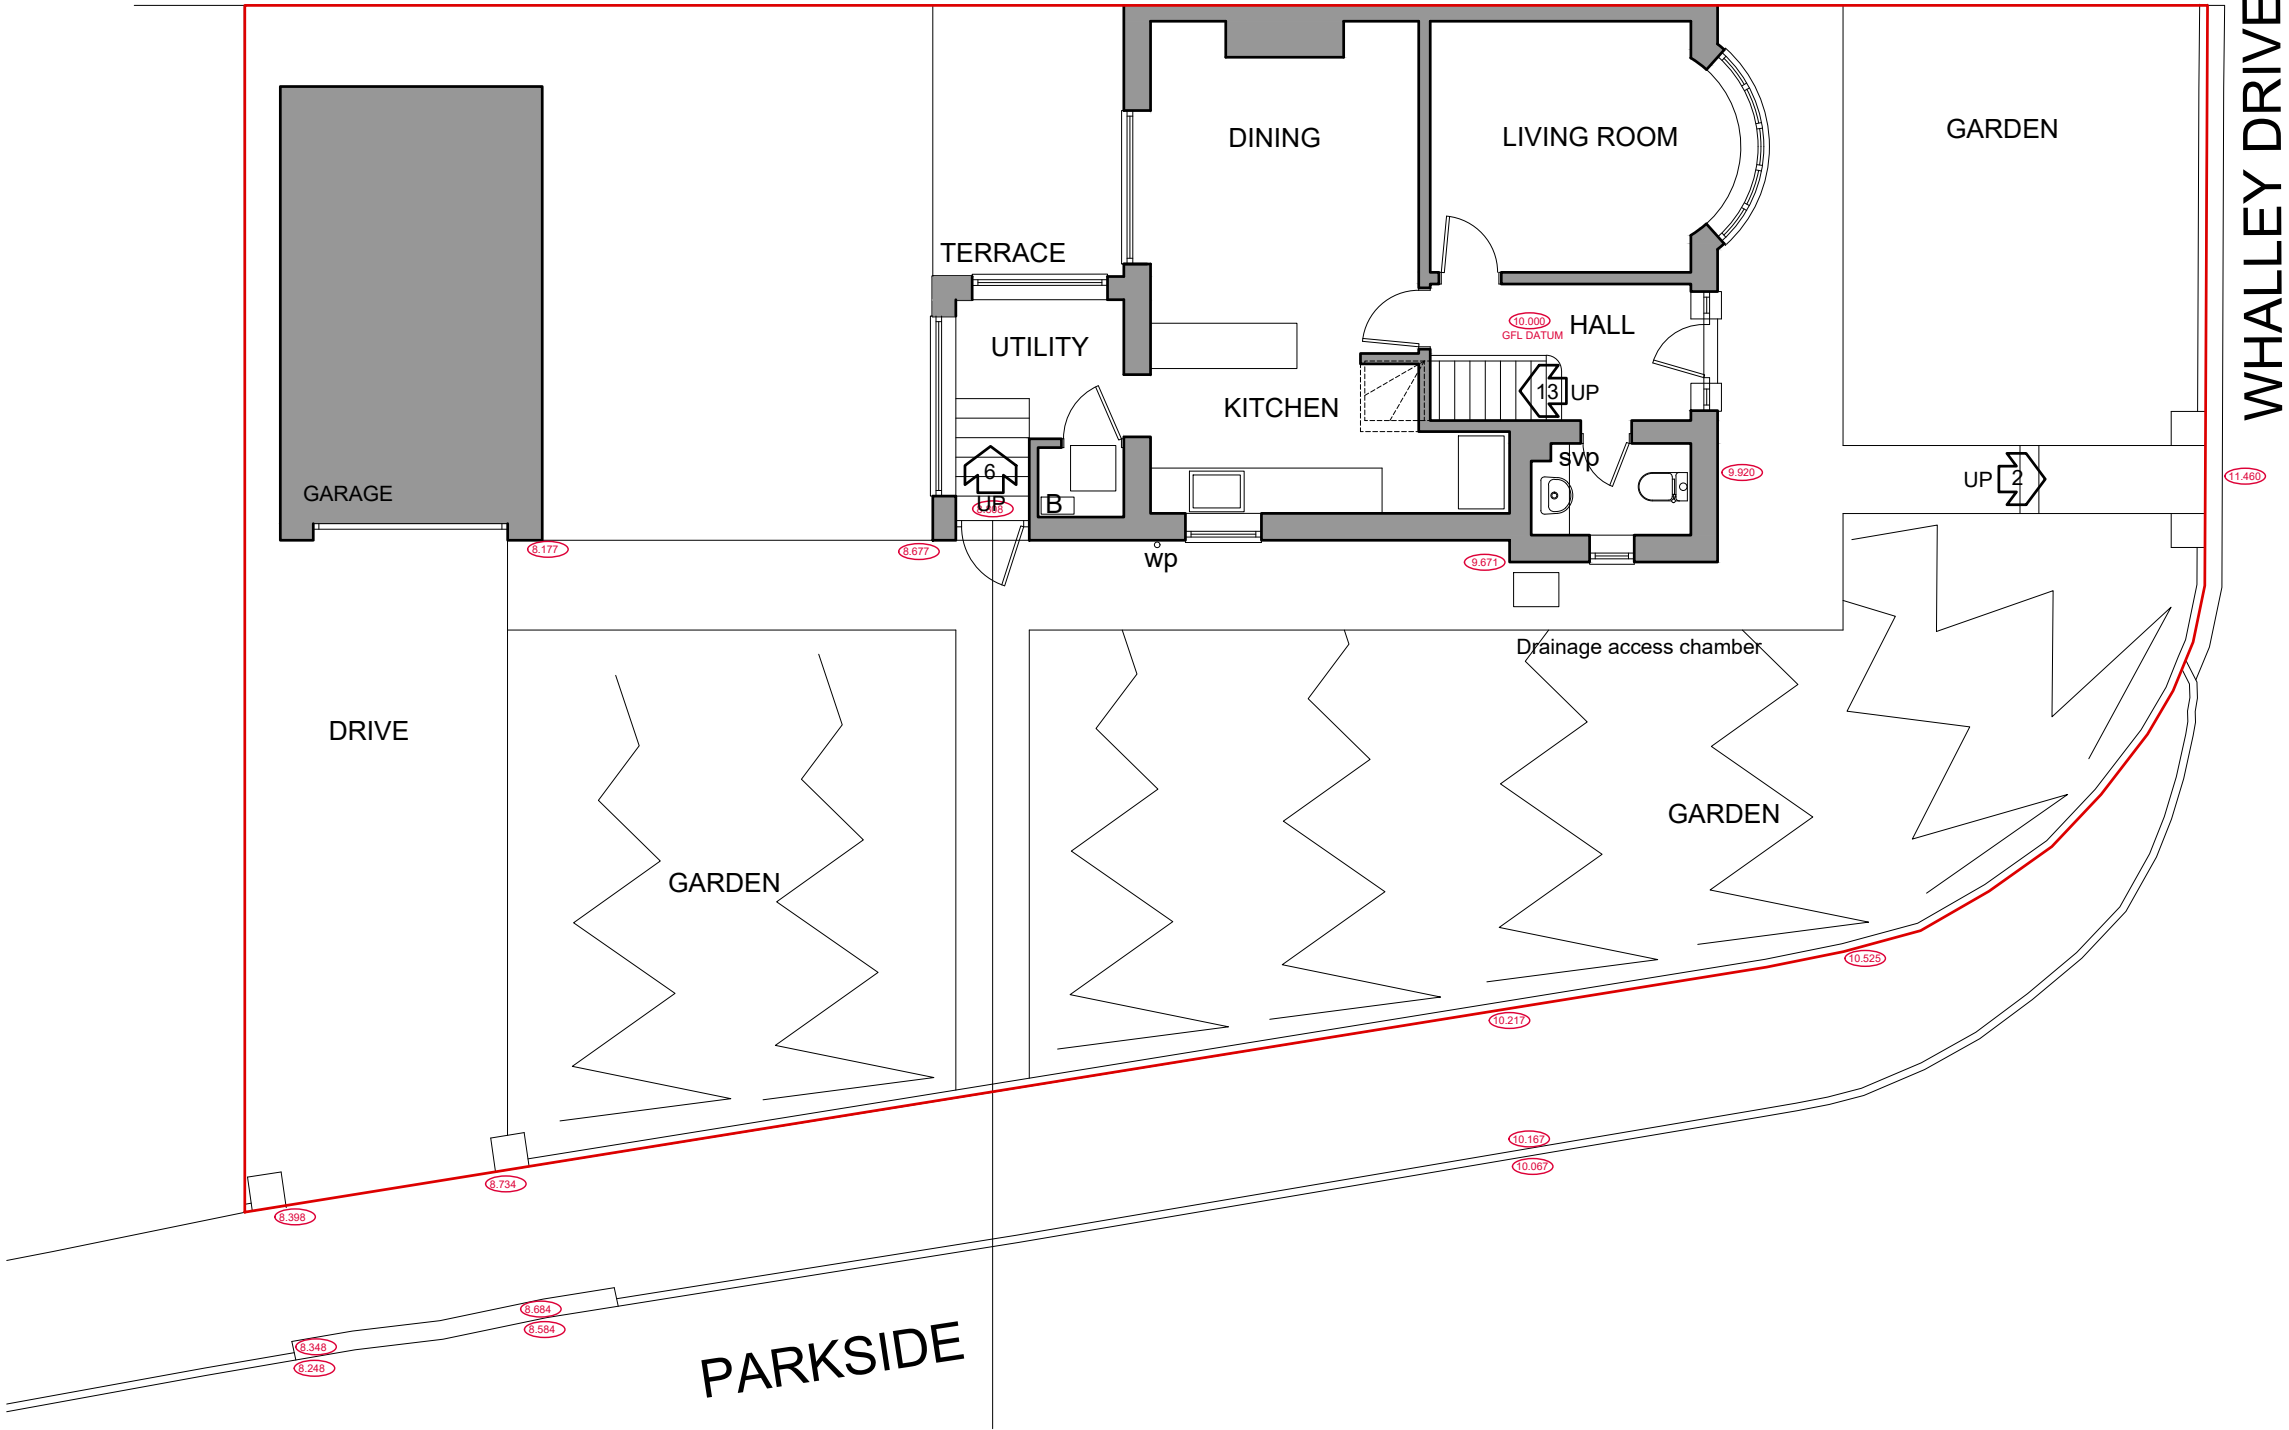 WHALLEY DRIVE
DINING
LIVING ROOM
GARDEN
TERRACE
10.000
GFL DATUM
HALL
UTILITY
13
UP
KITCHEN
svp
9.920
6
UP
UP
2
11.460
GARAGE
B
8.177
8.677
wp
9.671
Drainage access chamber
DRIVE
GARDEN
GARDEN
10.525
10.217
10.167
10.067
8.734
8.398
8.684
8.584
8.348
8.248
PARKSIDE